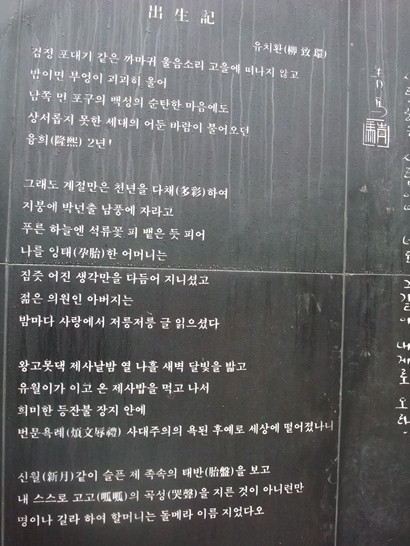 出生記
유치환(柳致環)
검정 포대기 같은 까마귀 울음소리 고을에 떠나지 않고
밤이면 부엉이 괴괴히 울어
남쪽 먼 포구의 백성의 순탄한 마음에도
상서롭지 못한 세대의 어둔 바람이 불어오던
융희(隆熙) 2년!
그래도 계절만은 천년을 다채(多彩)하여
지붕에 박넌출 남풍에 자라고
푸른 하늘엔 석류꽃 피 뱉은 듯 피어
나를 잉태(孕胎)한 어머니는
짐즛 어진 생각만을 다듬어 지니셨고
젊은 의원인 아버지는
밤마다 사랑에서 저릉저릉 글 읽으셨다
왕고못댁 제사날밤 열 나흘 새벽 달빛을 밟고
유월이가 이고 온 제사밥을 먹고 나서
희미한 등잔불 장지 안에
번문욕례(煩文辱禮) 사대주의의 욕된 후예로 세상에 떨어졌나니
신월(新月)같이 슬픈 제 족속의 태반(胎盤)을 보고
내 스스로 고고(呱呱)의 곡성(哭聲)을 지른 것이 아니련만
명이나 길라 하여 할머니는 돌메라 이름 지었다오